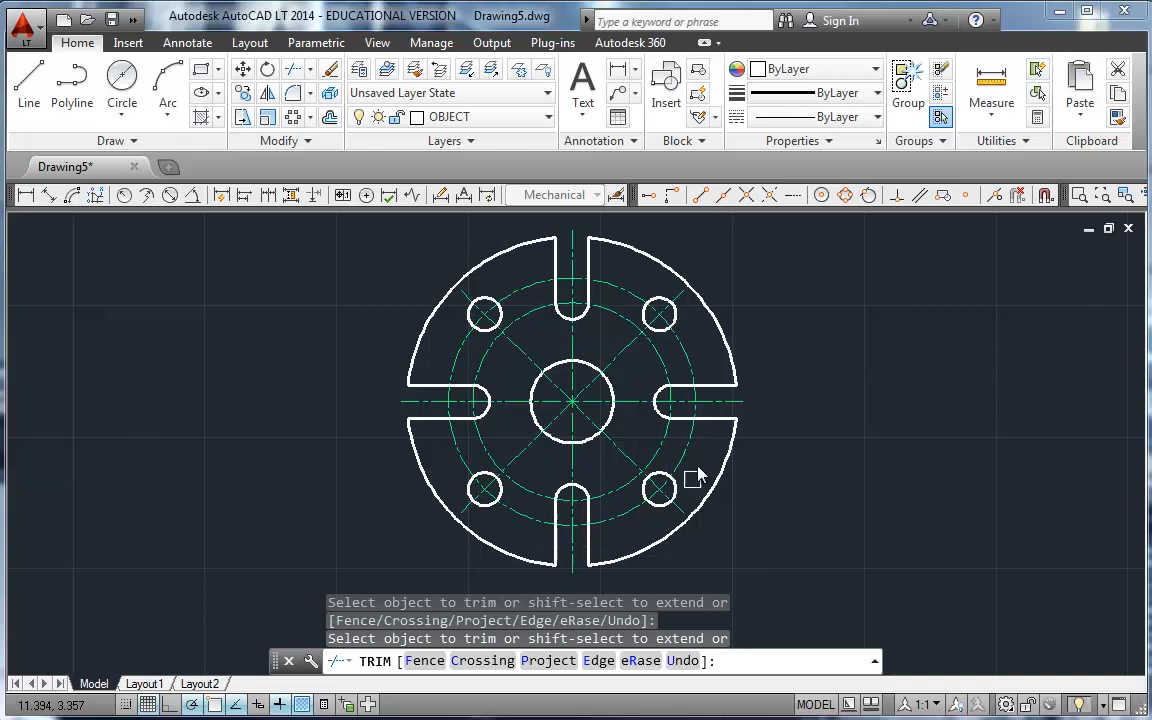 Autodesk AutoCAD LT 2014 - EDUCATIONAL VERSION Drawing5.dwg
Type a keyword or phrase
Sign In
LT
Home Insert Annotate Layout Parametric View Manage Output Plug-ins Autodesk 360
Line Polyline Circle Arc
Unsaved Layer State
OBJECT
Text
Insert
ByLayer
ByLayer
ByLayer
Group
Measure
Paste
Draw Modify Layers Annotation Block Properties Groups Utilities Clipboard
Drawing5*
Mechanical
Select object to trim or shift-select to extend or
[Fence/Crossing/Project/Edge/eRase/Undo]:
Select object to trim or shift-select to extend or
TRIM [Fence Crossing Project Edge eRase Undo]:
Model Layout1 Layout2
11.394, 3.357
MODEL
1:1